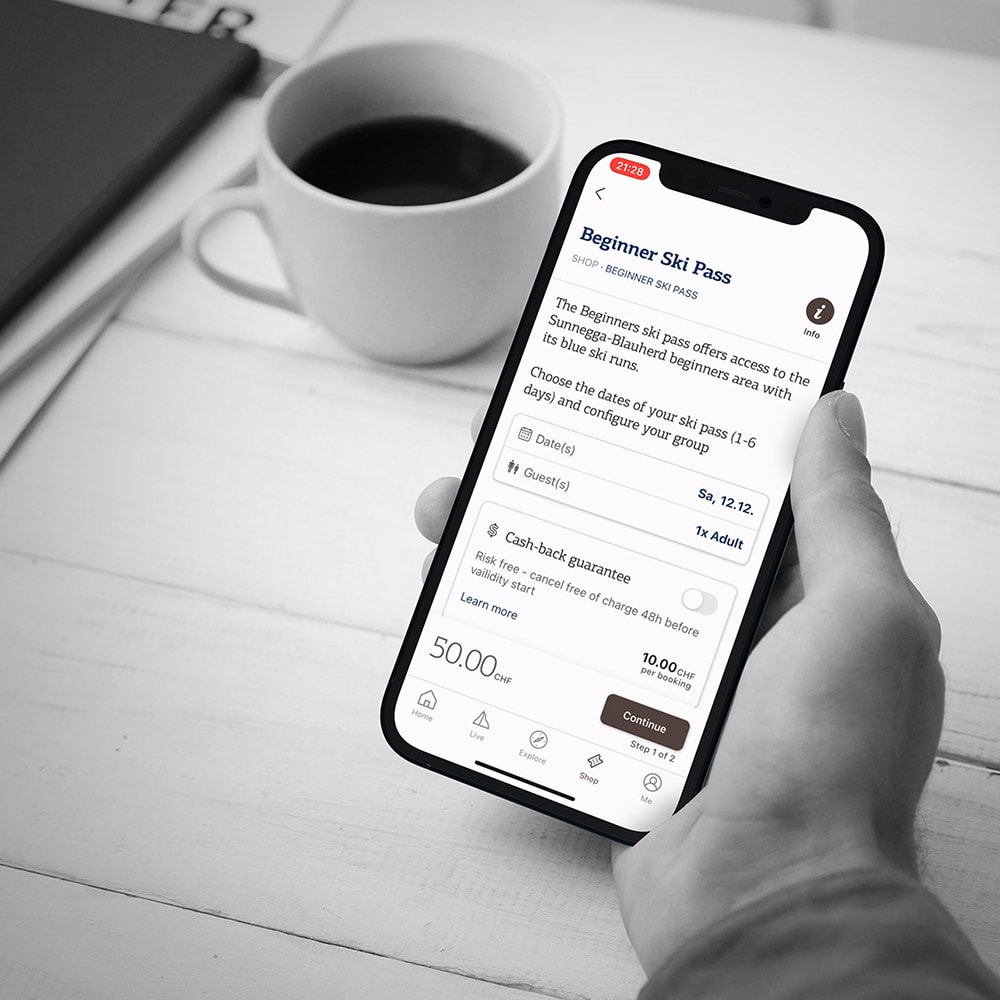 21:28
Beginner Ski Pass
SHOP · BEGINNER SKI PASS
Info
The Beginners ski pass offers access to the
Sunnegga-Blauherd beginners area with
its blue ski runs.
Choose the dates of your ski pass (1-6
days) and configure your group
Date(s) Sa, 12.12.
Guest(s) 1x Adult
Cash-back guarantee
Risk free - cancel free of charge 48h before
vailidity start
Learn more
10.00 CHF
per booking
50.00 CHF
Continue
Step 1 of 2
Home Live Explore Shop Me